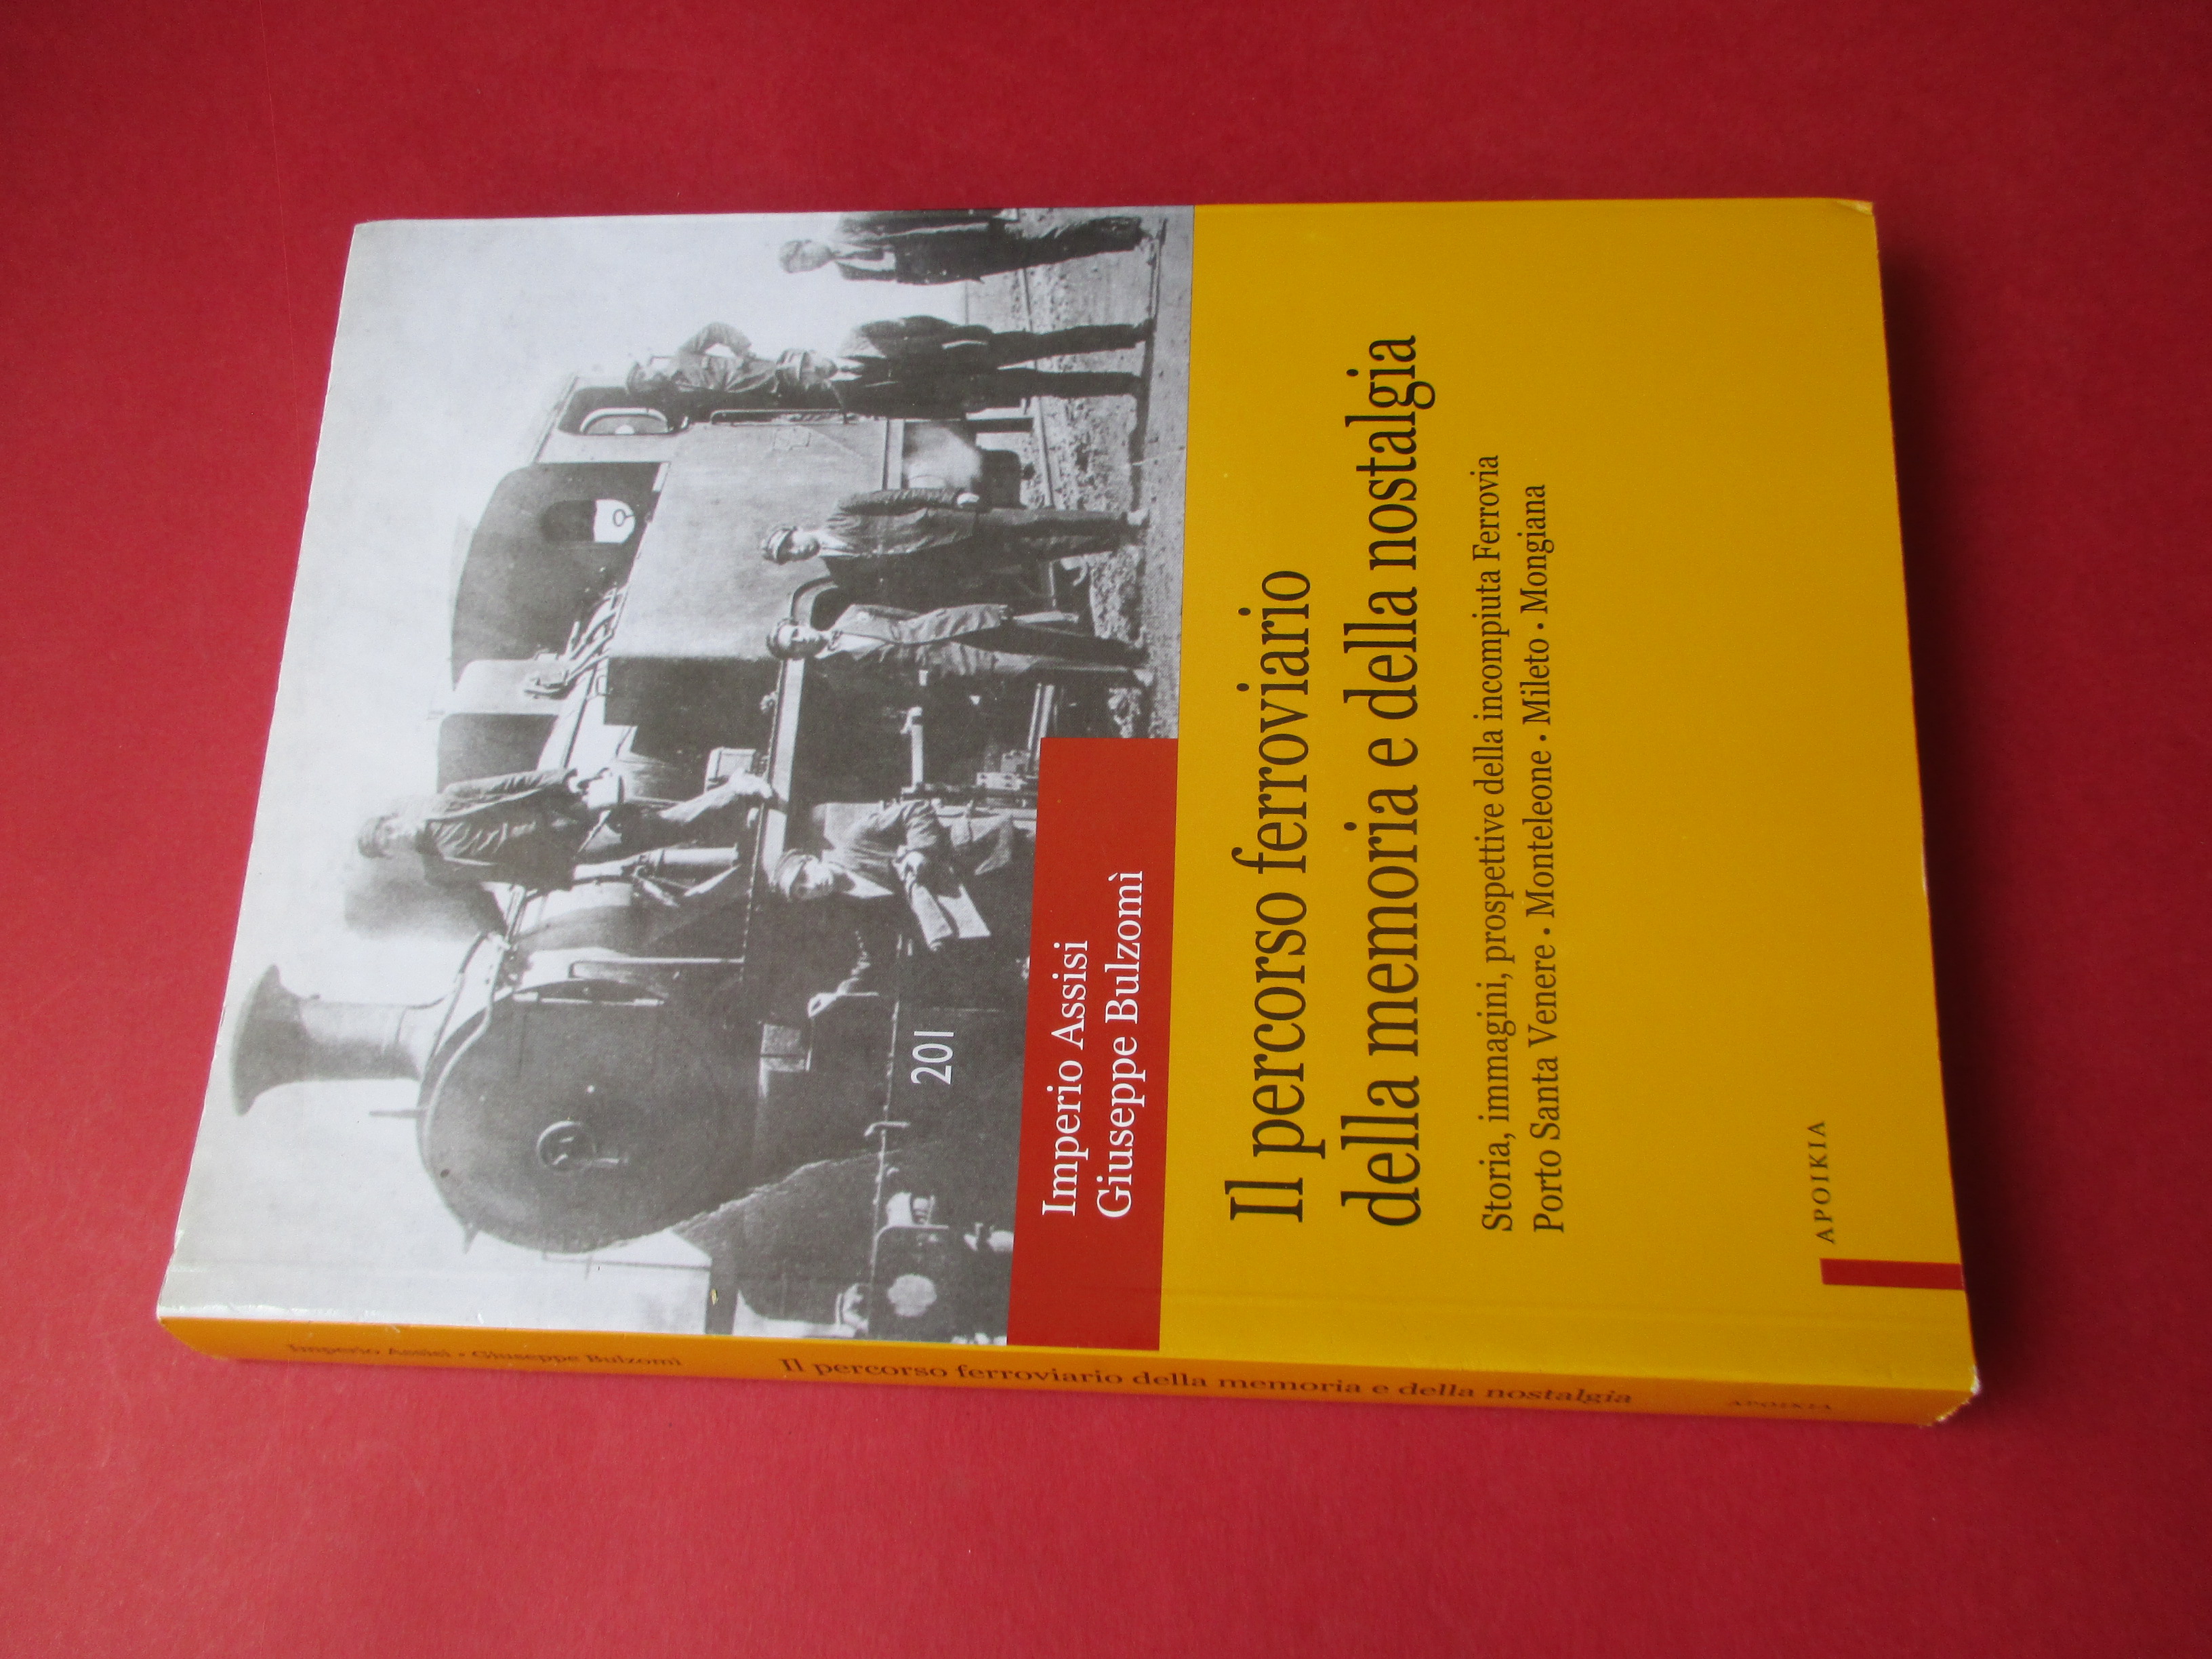 201
Imperio Assisi
Giuseppe Bulzomì
Il percorso ferroviario
della memoria e della nostalgia
Storia, immagini, prospettive della incompiuta Ferrovia
Porto Santa Venere • Monteleone • Mileto • Mongiana
APOIKIA
Imperio Assisi • Giuseppe Bulzomì Il percorso ferroviario della memoria e della nostalgia APOIKIA